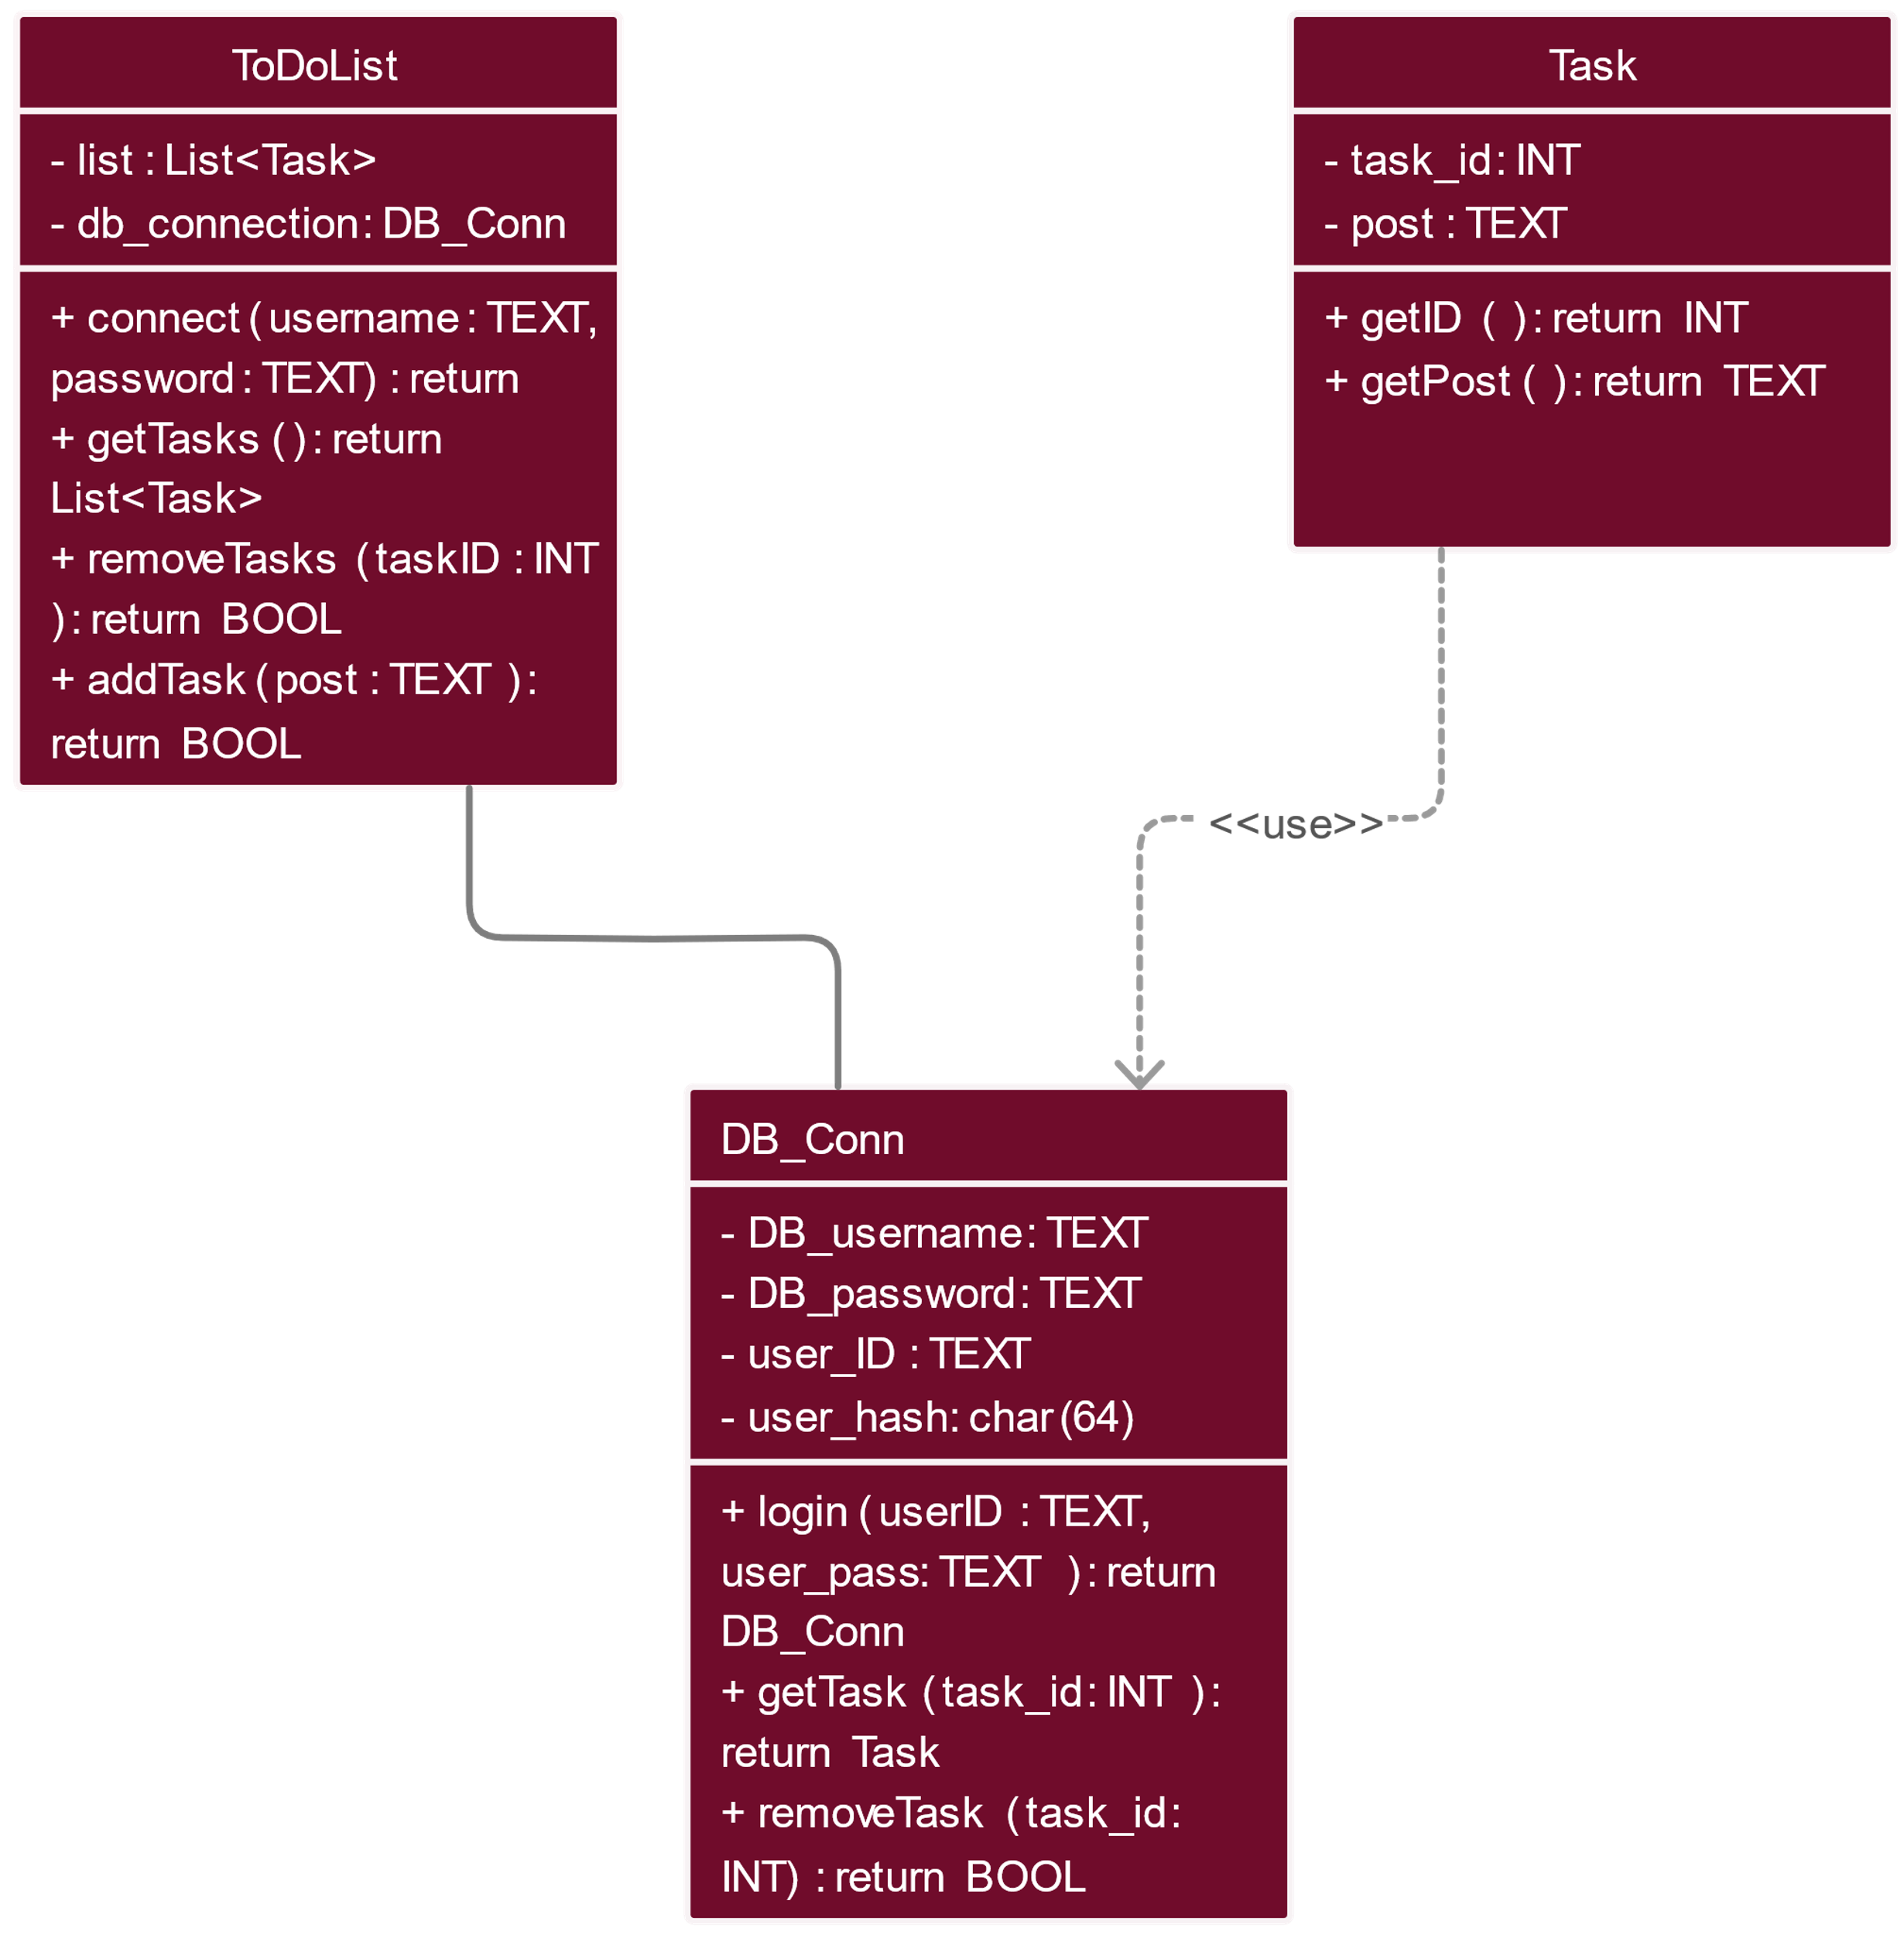 ToDoList
- list : List<Task>
- db_connection: DB_Conn
+ connect(username: TEXT,
password: TEXT) : return
+ getTasks (): return
List<Task>
+ removeTasks (taskID : INT
): return BOOL
+ addTask(post : TEXT ):
return BOOL
Task
- task_id: INT
- post : TEXT
+ getID ( ): return INT
+ getPost( ): return TEXT
<<use>>
DB_Conn
- DB_username: TEXT
- DB_password: TEXT
- user_ID : TEXT
- user_hash: char(64)
+ login(userID : TEXT,
user_pass: TEXT ): return
DB_Conn
+ getTask (task_id: INT ):
return Task
+ removeTask (task_id:
INT) : return BOOL